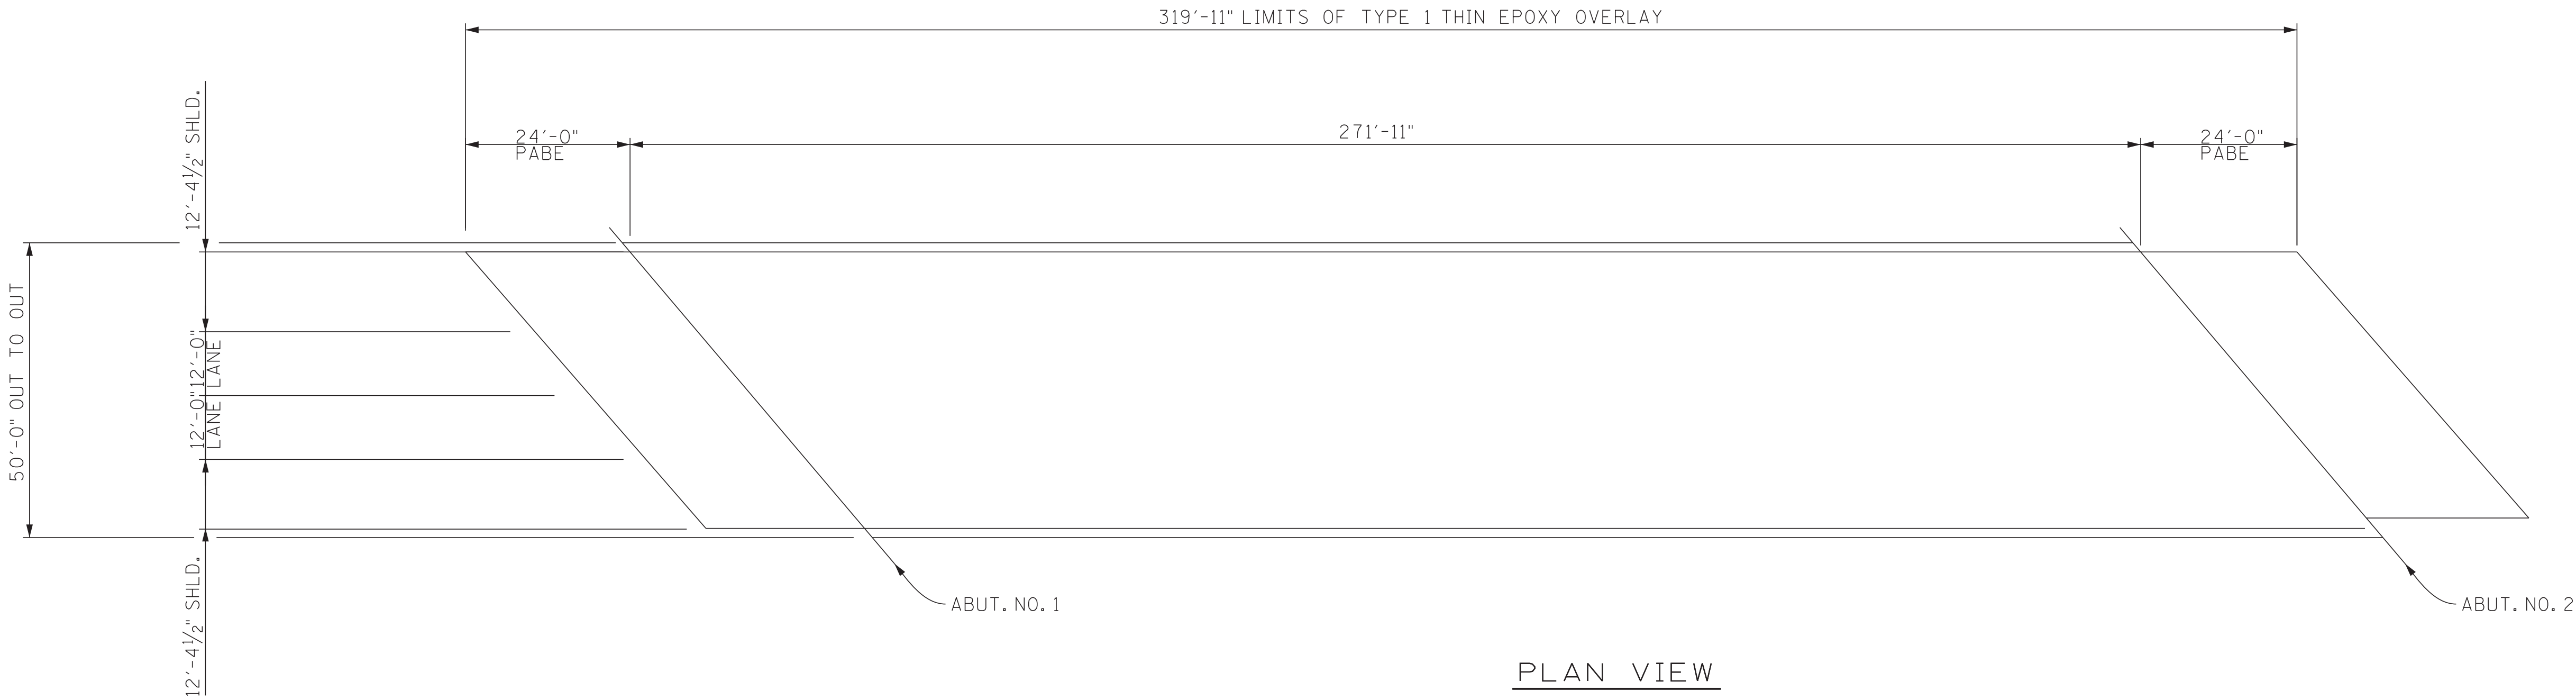 319'-11" LIMITS OF TYPE 1 THIN EPOXY OVERLAY
24'-0"
PABE
271'-11"
24'-0"
PABE
12'-4½" SHLD.
50'-0" OUT TO OUT
12'-0"
LANE
12'-0"
LANE
12'-4½" SHLD.
ABUT. NO. 1
ABUT. NO. 2
PLAN VIEW